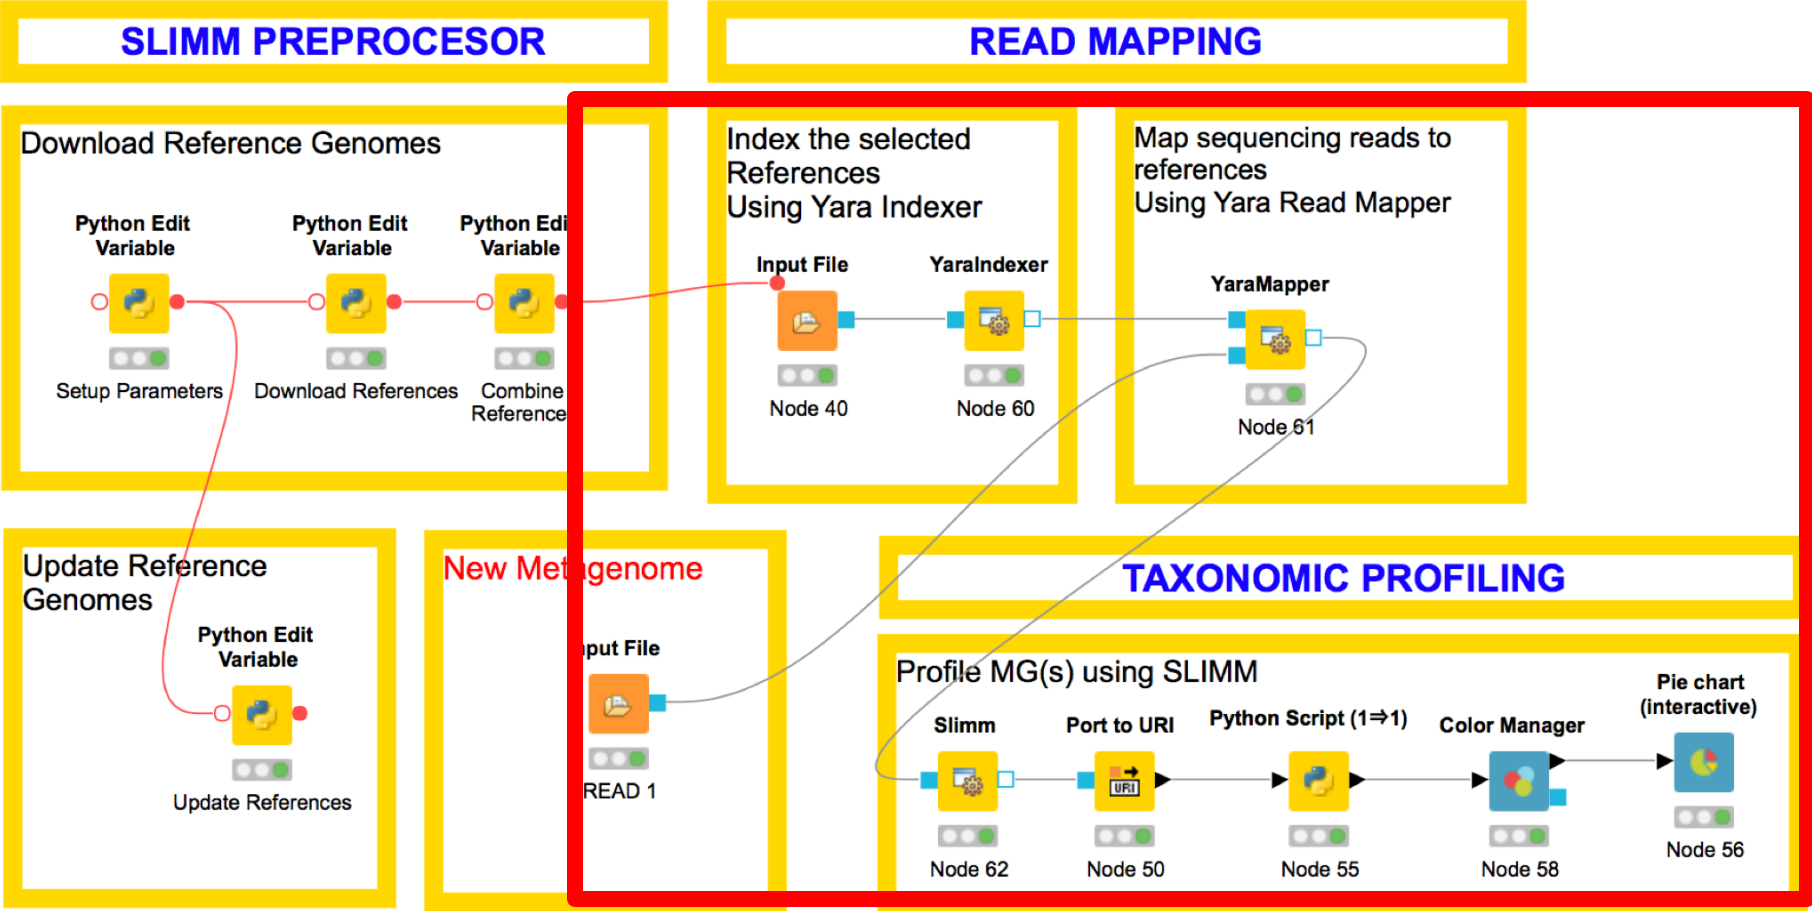 SLIMM PREPROCESOR
READ MAPPING
Download Reference Genomes
Python Edit
Variable
Setup Parameters
Python Edit
Variable
Download References
Python Edi
Variable
Combine
Reference
Index the selected
References
Using Yara Indexer
Input File
Node 40
YaraIndexer
Node 60
Map sequencing reads to
references
Using Yara Read Mapper
YaraMapper
Node 61
Update Reference
Genomes
Python Edit
Variable
Update References
New Metagenome
nput File
READ 1
TAXONOMIC PROFILING
Profile MG(s) using SLIMM
Slimm
Node 62
Port to URI
URI
Node 50
Python Script (1⇒1)
Node 55
Color Manager
Node 58
Pie chart
(interactive)
Node 56